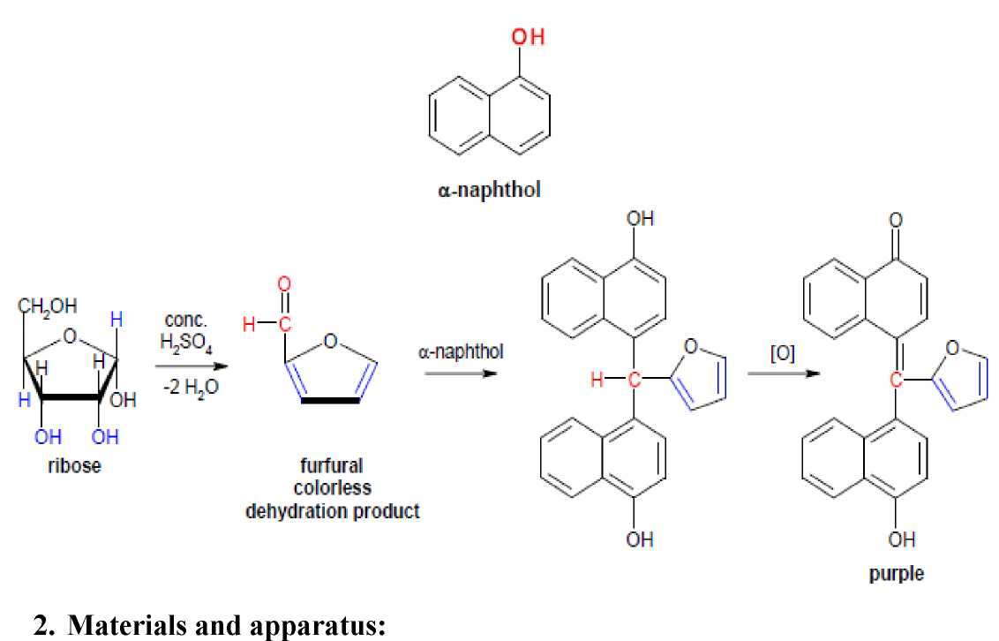 OH
α-naphthol
OH
O
CH₂OH
H
O
conc.
H₂SO₄
-2 H₂O
H
H
H
OH
OH
OH
ribose
O
H-C
O
furfural
colorless
dehydration product
α-naphthol
H-C
O
OH
[O]
C
O
OH
purple
2. Materials and apparatus: